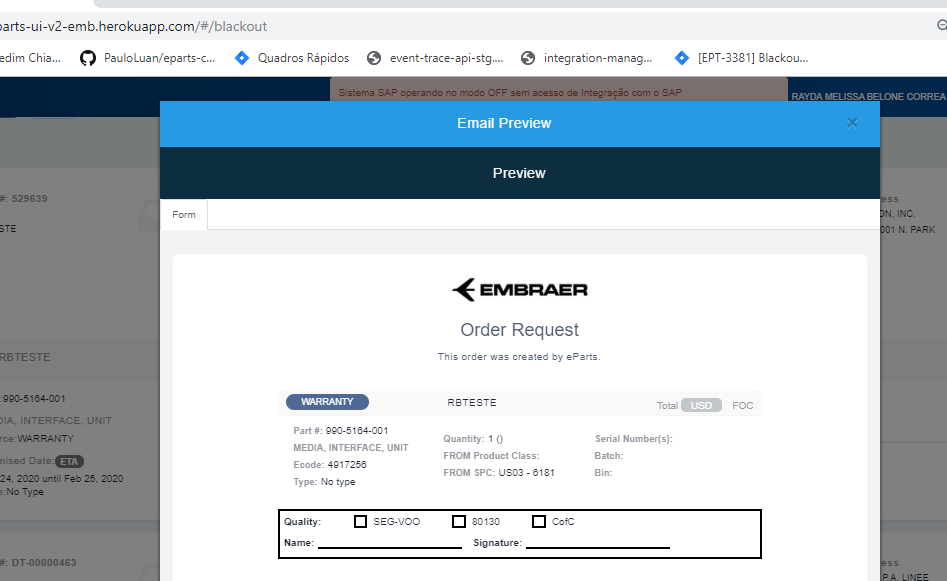 arts-ui-v2-emb.herokuapp.com/#/blackout
edim Chia... PauloLuan/eparts-c... Quadros Rápidos event-trace-api-stg.... integration-manag... [EPT-3381] Blackou...
Sistema SAP operando no modo OFF sem acesso de Integração com o SAP
RAYDA MELISSA BELONE CORREA
Email Preview ×
Preview
#: 529639
STE
Form
ess
ON, INC.
001 N. PARK
EMBRAER
Order Request
This order was created by eParts.
RBTESTE
WARRANTY RBTESTE Total USD FOC
:990-5164-001
DIA, INTERFACE, UNIT
rce:WARRANTY
mised Date: ETA
24, 2020 until Feb 25, 2020
e:No Type
Part #: 990-5164-001
MEDIA, INTERFACE, UNIT
Ecode: 4917256
Type: No type
Quantity: 1 ()
FROM Product Class:
FROM SPC: US03 - 6181
Serial Number(s):
Batch:
Bin:
Quality: SEG-VOO 80130 CofC
Name: Signature:
#: DT-00000463
ess
P.A. LINEE